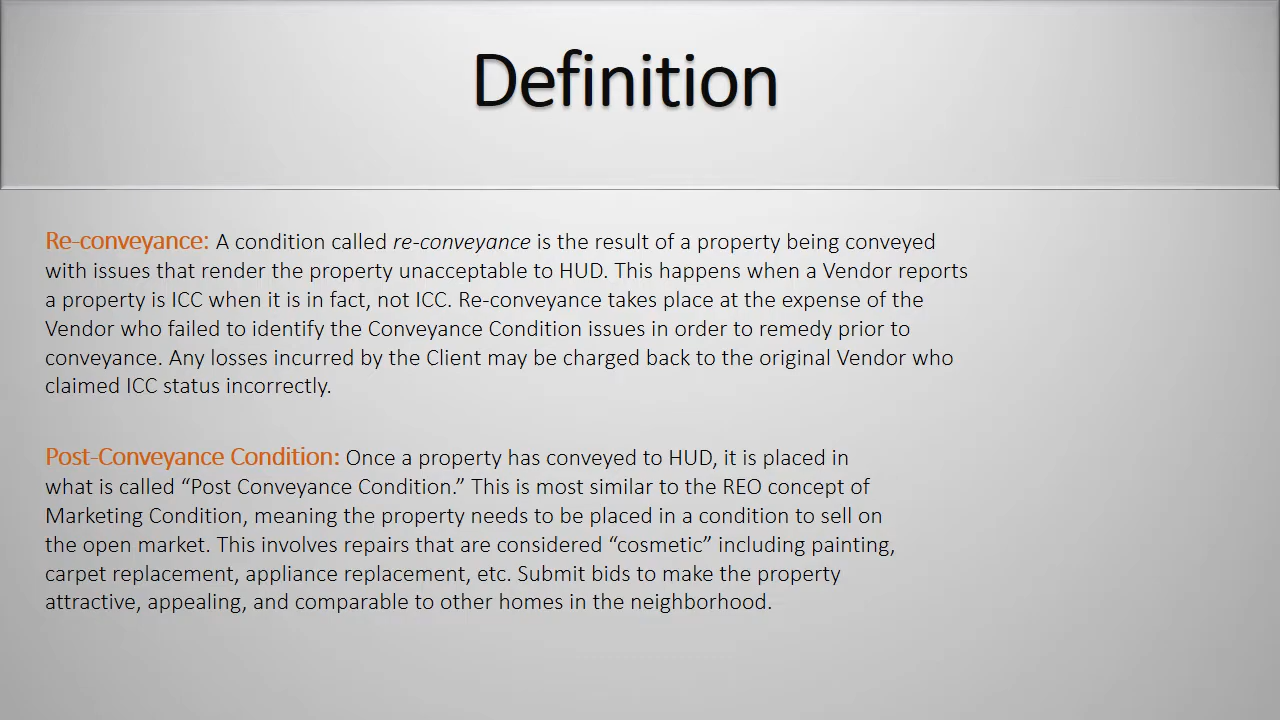 Definition
Re-conveyance: A condition called re-conveyance is the result of a property being conveyed
with issues that render the property unacceptable to HUD. This happens when a Vendor reports
a property is ICC when it is in fact, not ICC. Re-conveyance takes place at the expense of the
Vendor who failed to identify the Conveyance Condition issues in order to remedy prior to
conveyance. Any losses incurred by the Client may be charged back to the original Vendor who
claimed ICC status incorrectly.
Post-Conveyance Condition: Once a property has conveyed to HUD, it is placed in
what is called “Post Conveyance Condition.” This is most similar to the REO concept of
Marketing Condition, meaning the property needs to be placed in a condition to sell on
the open market. This involves repairs that are considered “cosmetic” including painting,
carpet replacement, appliance replacement, etc. Submit bids to make the property
attractive, appealing, and comparable to other homes in the neighborhood.